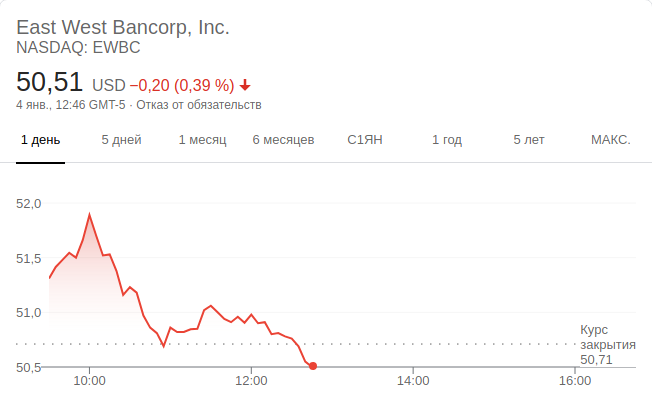 East West Bancorp, Inc.
NASDAQ: EWBC
50,51 USD −0,20 (0,39 %)
4 янв., 12:46 GMT-5 · Отказ от обязательств
1 день 5 дней 1 месяц 6 месяцев С1ЯН 1 год 5 лет МАКС.
52,0
51,5
51,0
Курс
закрытия
50,71
50,5
10:00 12:00 14:00 16:00